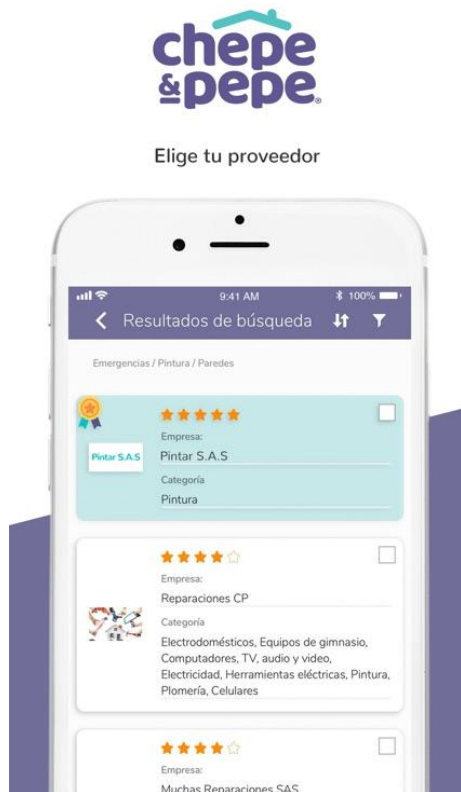 chepe
&pepe®
Elige tu proveedor
9:41 AM
100%
Resultados de búsqueda
Emergencias / Pintura / Paredes
Empresa:
Pintar S.A.S
Pintar S.A.S
Categoría
Pintura
Empresa:
Reparaciones CP
Categoría
Electrodomésticos, Equipos de gimnasio,
Computadores, TV, audio y video,
Electricidad, Herramientas eléctricas, Pintura,
Plomería, Celulares
Empresa:
Muchas Reparaciones SAS